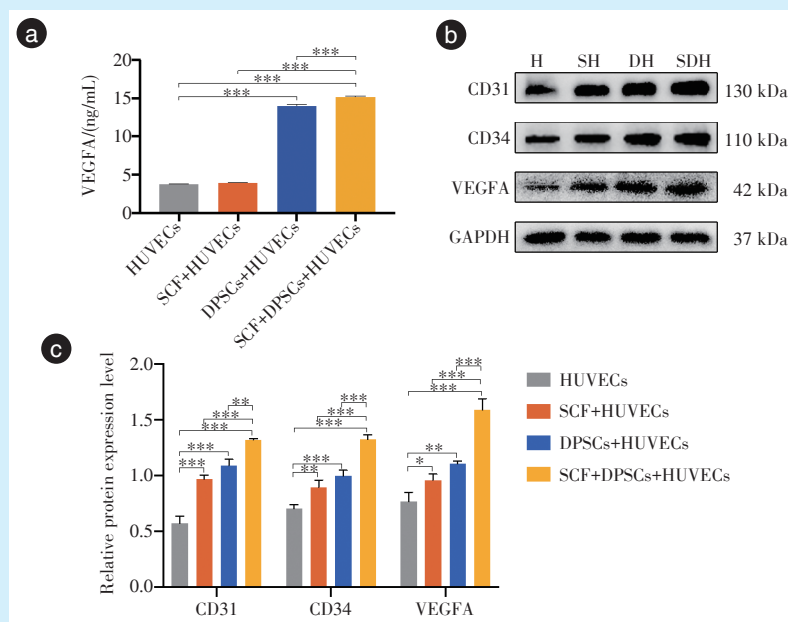 a
VEGFA/(ng/mL)
20
15
10
5
0
***
***
***
***
HUVECs
SCF+HUVECs
DPSCs+HUVECs
SCF+DPSCs+HUVECs
b
H SH DH SDH
CD31 130 kDa
CD34 110 kDa
VEGFA 42 kDa
GAPDH 37 kDa
c
Relative protein expression level
2.0
1.5
1.0
0.5
0.0
**
***
***
***
***
***
***
***
***
**
***
***
***
**
*
CD31 CD34 VEGFA
HUVECs
SCF+HUVECs
DPSCs+HUVECs
SCF+DPSCs+HUVECs